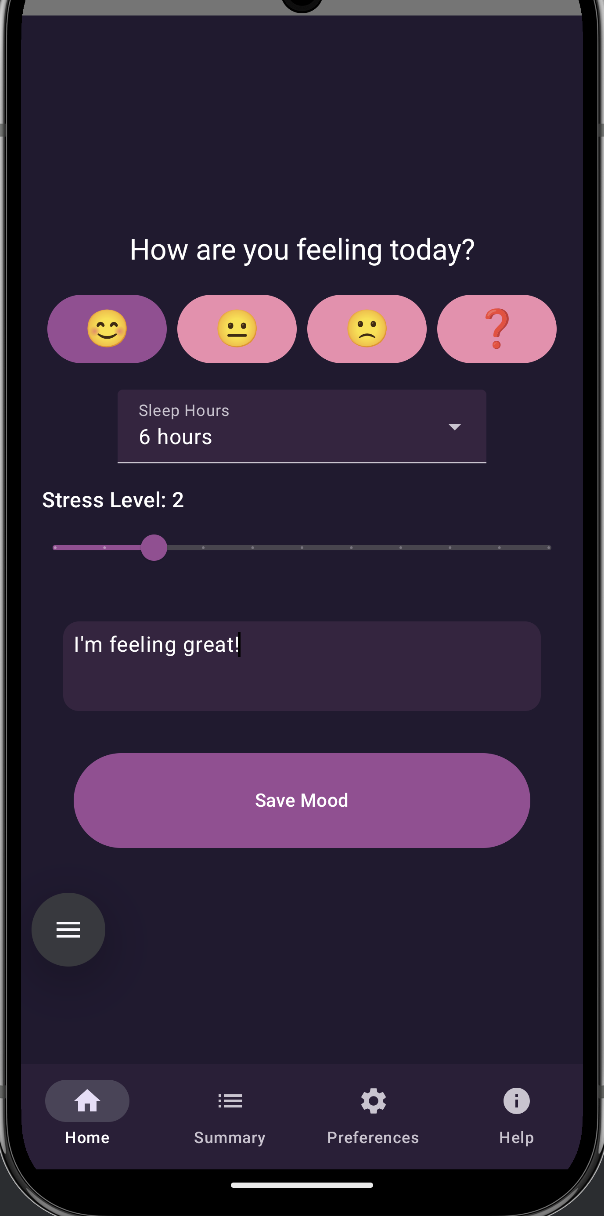 How are you feeling today?
Sleep Hours
6 hours
Stress Level: 2
I'm feeling great!
Save Mood
Home
Summary
Preferences
Help